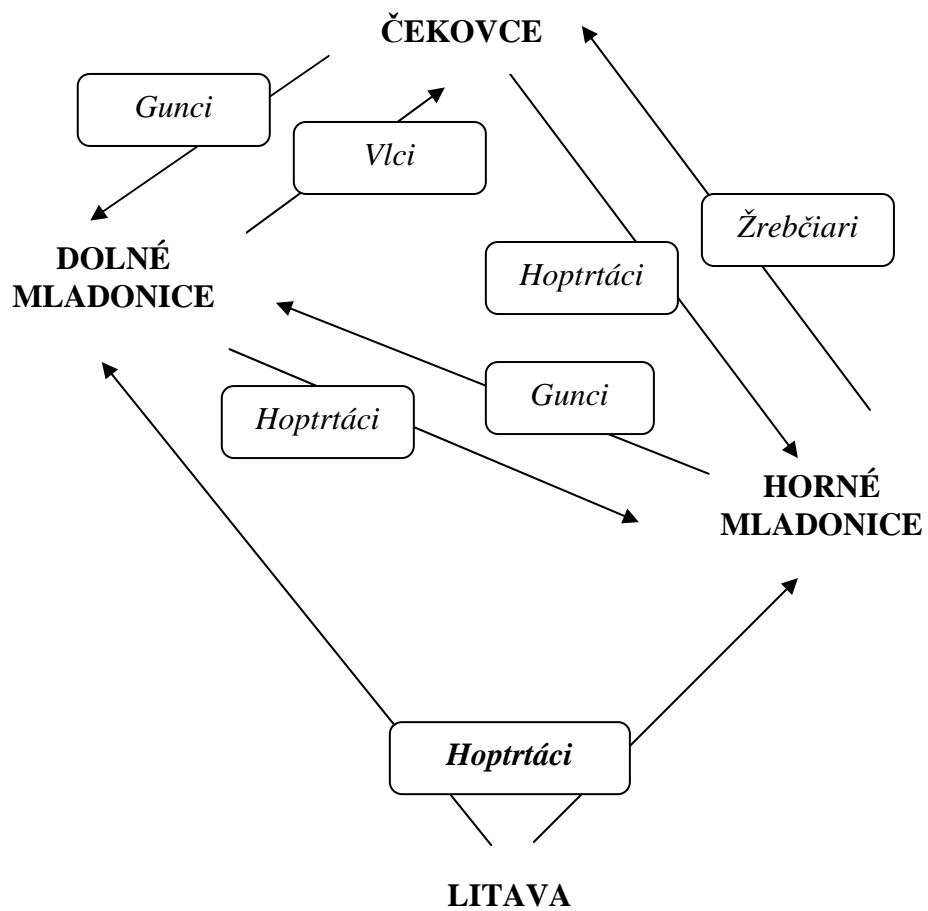 ČEKOVCE
Gunci
Vlci
Žrebčiari
DOLNÉ
MLADONICE
Hoptrtáci
Gunci
Hoptrtáci
HORNÉ
MLADONICE
Hoptrtáci
LITAVA